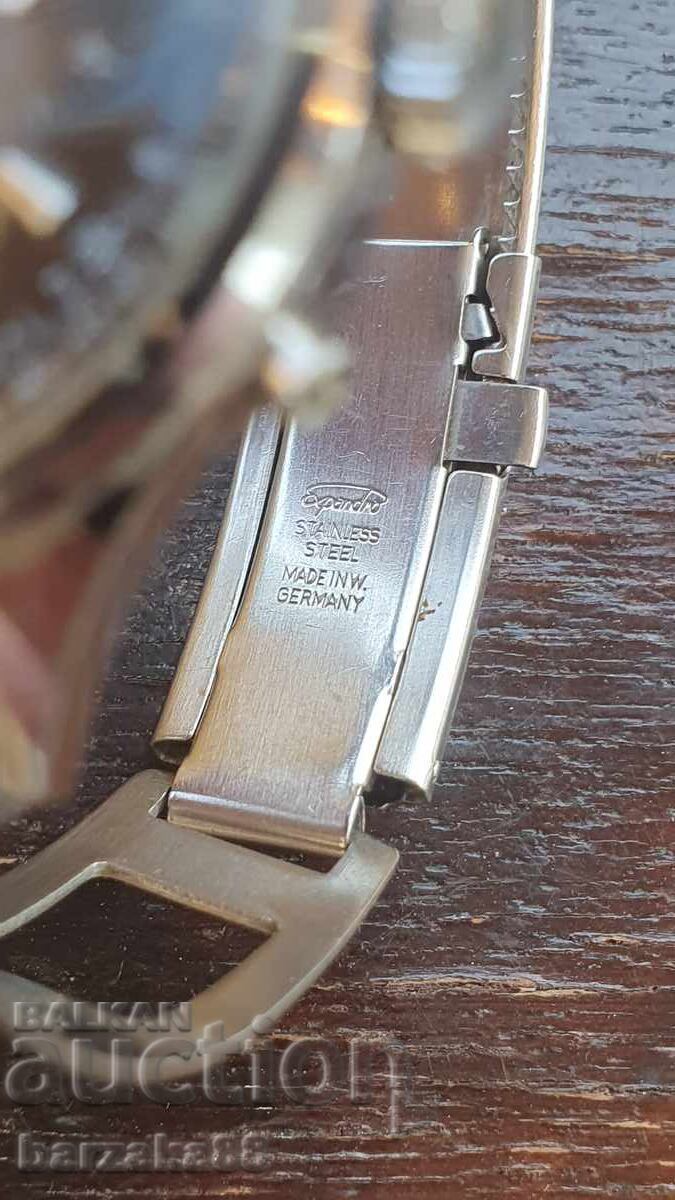 Expandro
STAINLESS
STEEL
MADE IN W.
GERMANY
BALKAN
auction
barzaka88